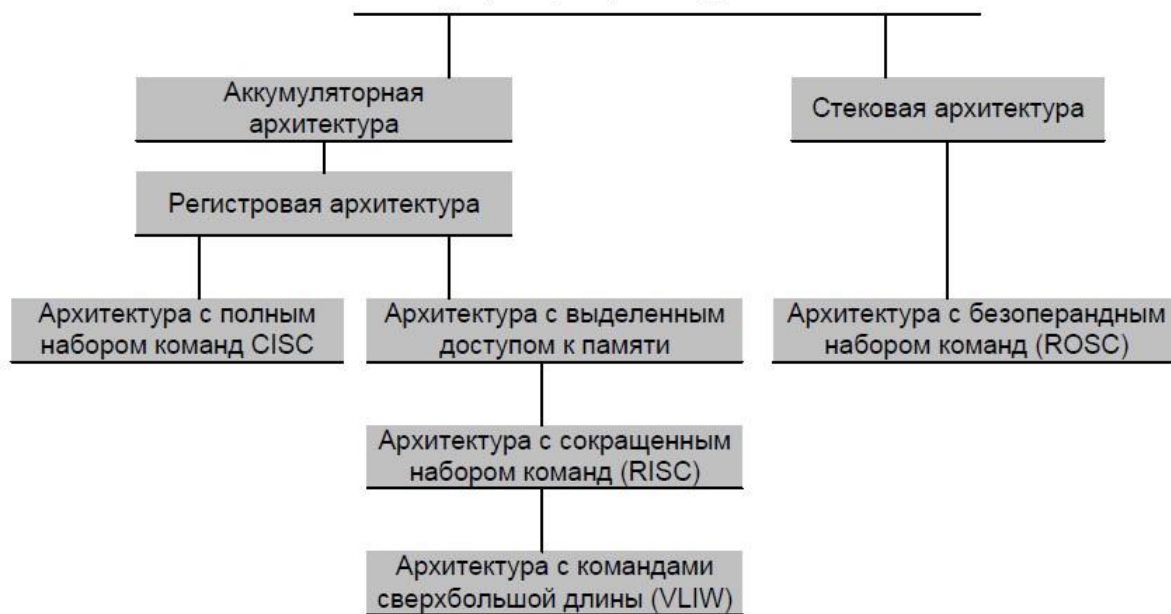 Аккумуляторная
архитектура
Стековая архитектура
Регистровая архитектура
Архитектура с полным
набором команд CISC
Архитектура с выделенным
доступом к памяти
Архитектура с безоперандным
набором команд (ROSC)
Архитектура с сокращенным
набором команд (RISC)
Архитектура с командами
сверхбольшой длины (VLIW)